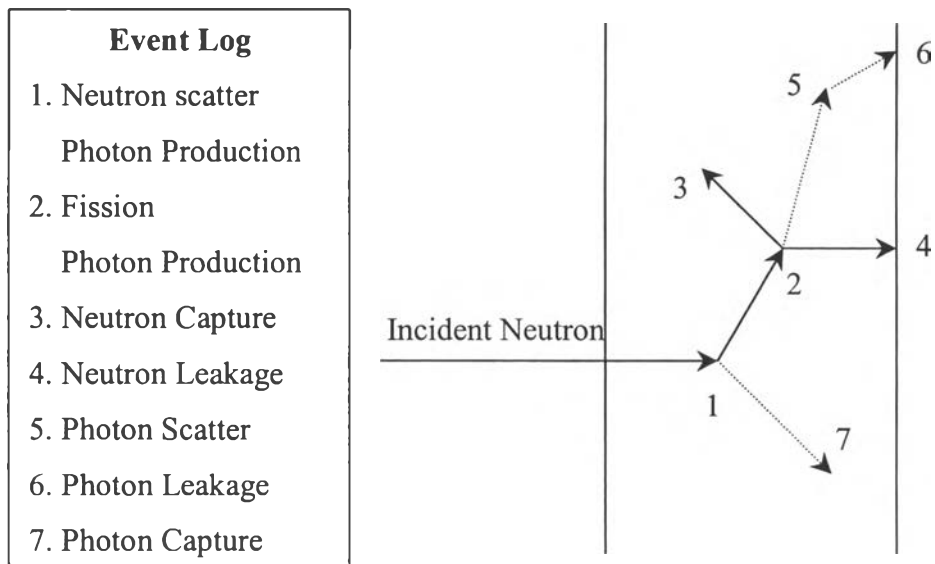 Event Log
1. Neutron scatter
Photon Production
2. Fission
Photon Production
3. Neutron Capture
4. Neutron Leakage
5. Photon Scatter
6. Photon Leakage
7. Photon Capture
6
5
3
4
2
Incident Neutron
1
7